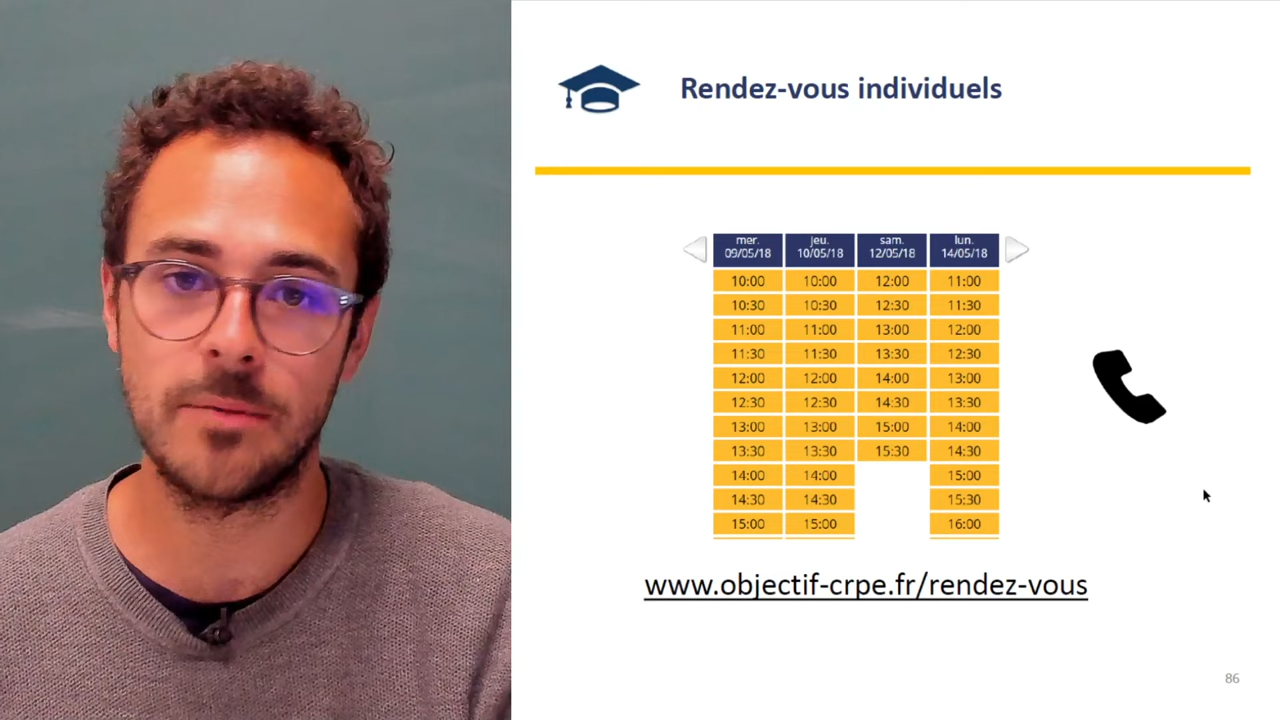 Rendez-vous individuels
mer. jeu. sam. lun.
09/05/18 10/05/18 12/05/18 14/05/18
10:00 10:00 12:00 11:00
10:30 10:30 12:30 11:30
11:00 11:00 13:00 12:00
11:30 11:30 13:30 12:30
12:00 12:00 14:00 13:00
12:30 12:30 14:30 13:30
13:00 13:00 15:00 14:00
13:30 13:30 15:30 14:30
14:00 14:00 15:00
14:30 14:30 15:30
15:00 15:00 16:00
www.objectif-crpe.fr/rendez-vous
86